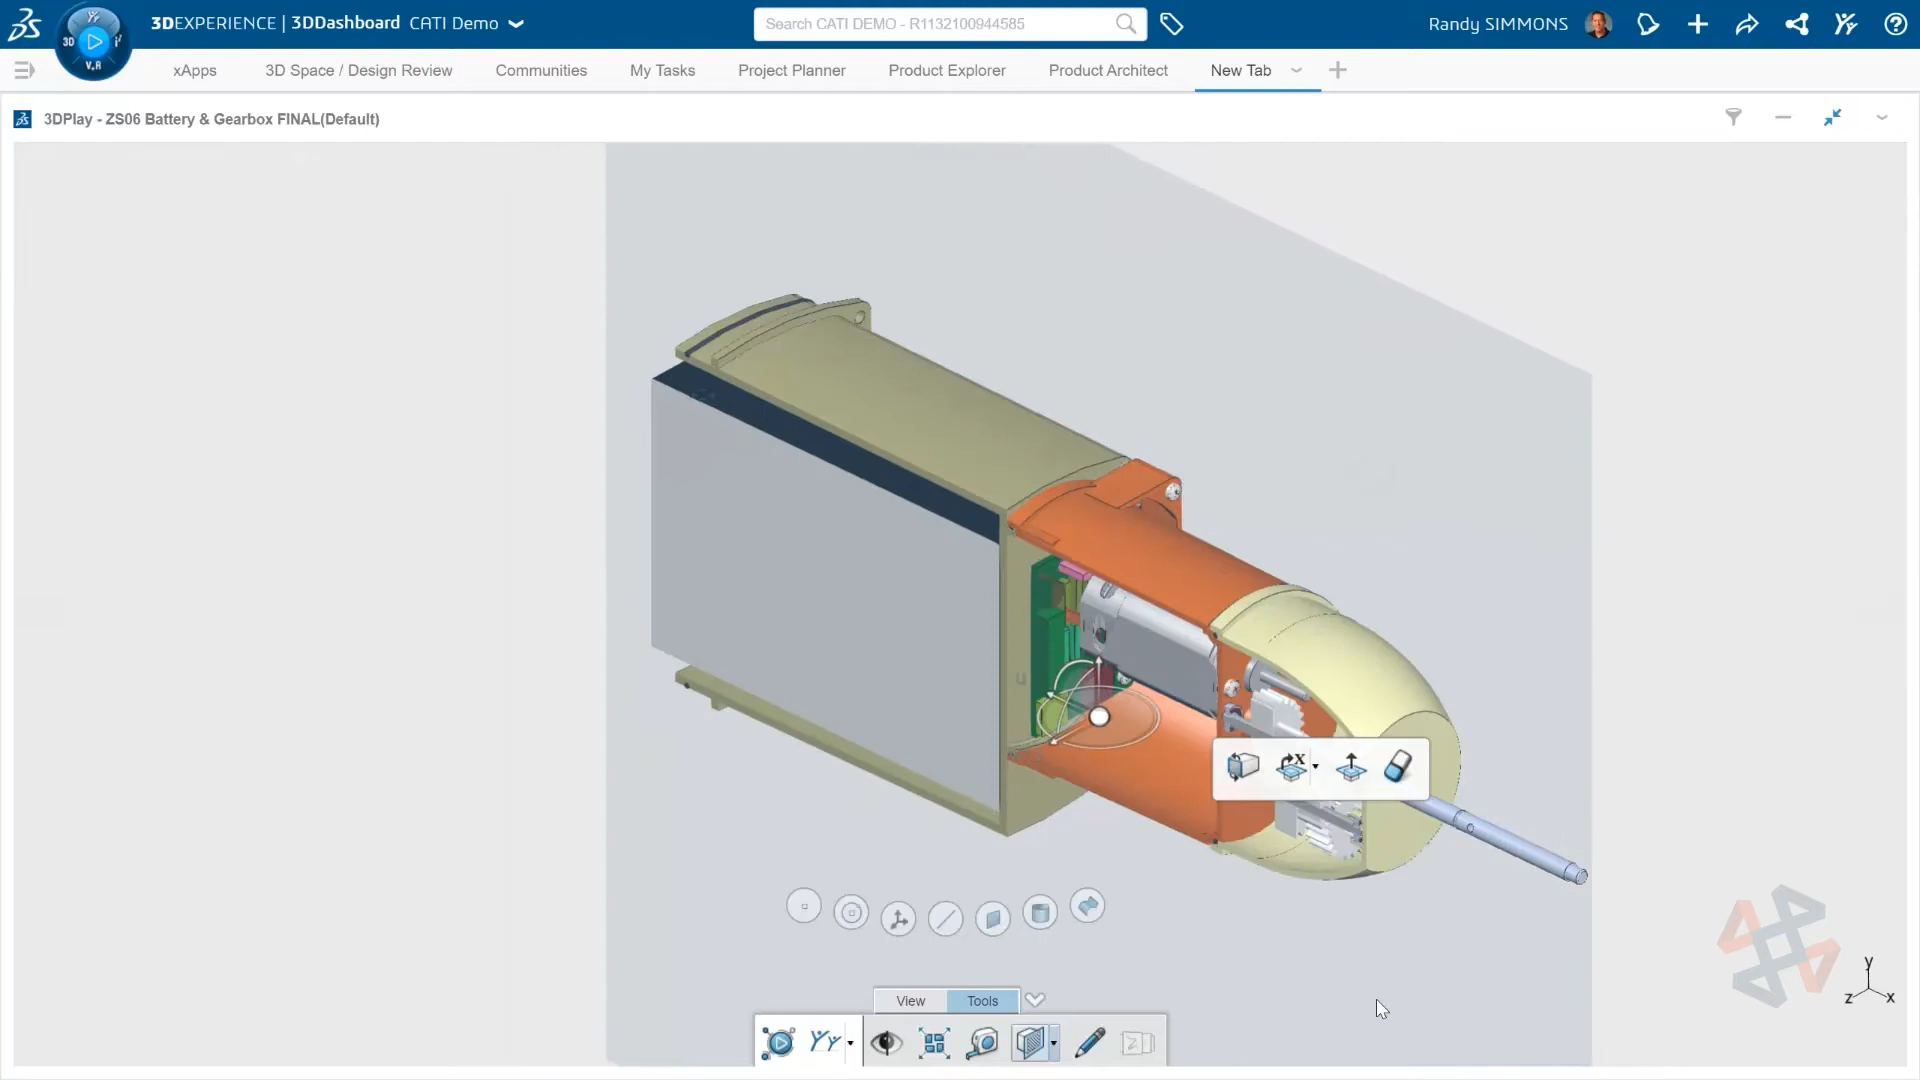 3DEXPERIENCE | 3DDashboard CATI Demo
Search CATI DEMO - R1132100944585
Randy SIMMONS
3D
V,R
xApps
3D Space / Design Review
Communities
My Tasks
Project Planner
Product Explorer
Product Architect
New Tab
3DPlay - ZS06 Battery & Gearbox FINAL(Default)
U
X
View
Tools
y
z
x